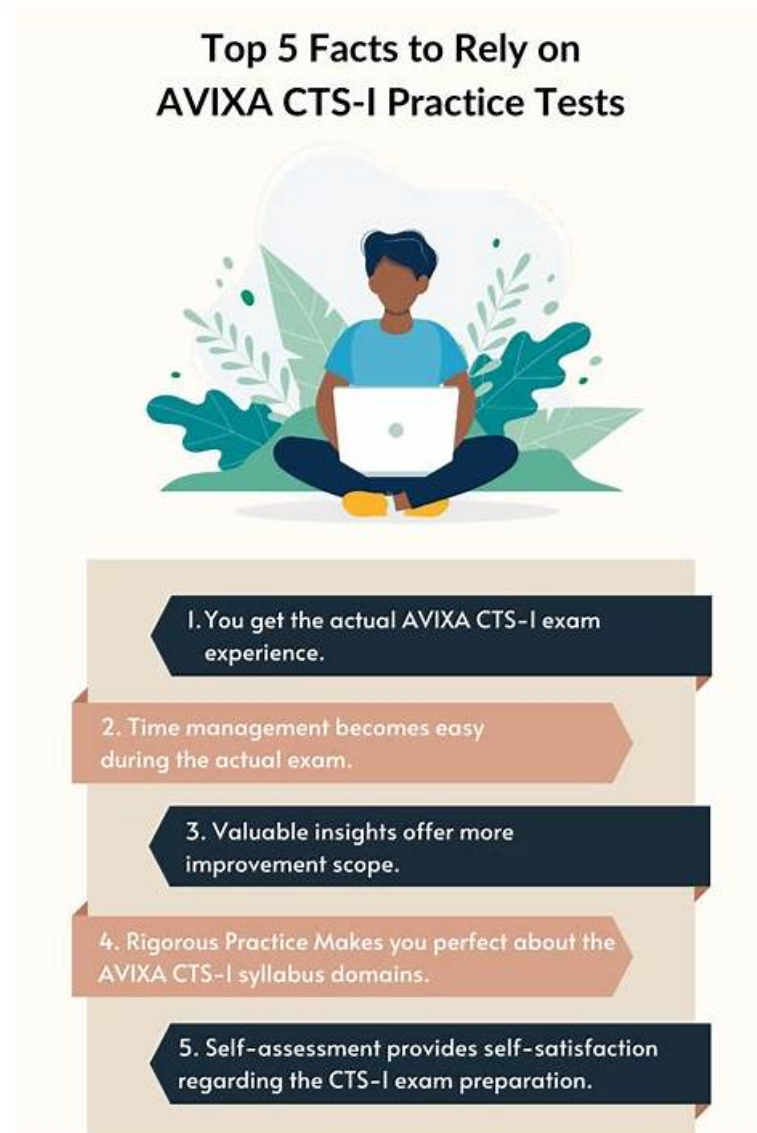 Top 5 Facts to Rely on
AVIXA CTS-I Practice Tests
1. You get the actual AVIXA CTS-I exam
experience.
2. Time management becomes easy
during the actual exam.
3. Valuable insights offer more
improvement scope.
4. Rigorous Practice Makes you perfect about the
AVIXA CTS-I syllabus domains.
5. Self-assessment provides self-satisfaction
regarding the CTS-I exam preparation.